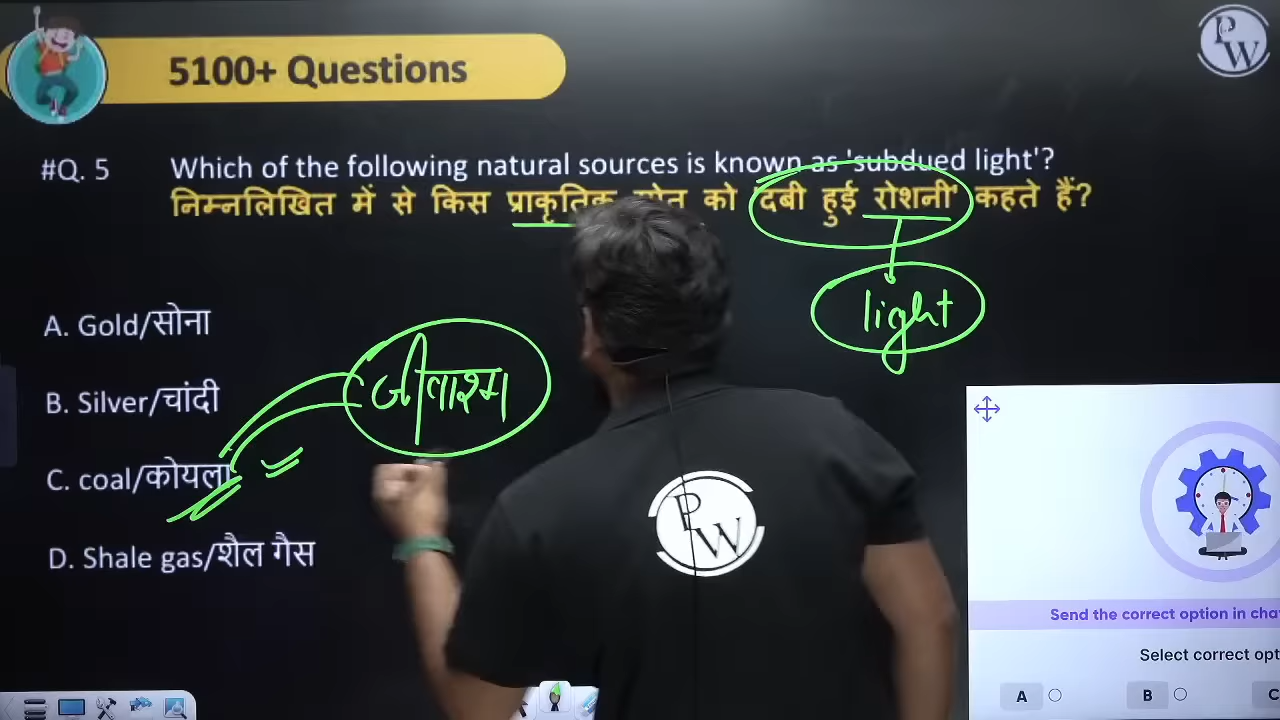 5100+ Questions
PW
#Q. 5 Which of the following natural sources is known as 'subdued light'?
निम्नलिखित में से किस प्राकृतिक को 'दबी हुई रोशनी' कहते हैं?
light
A. Gold/सोना
जीवाश्म
B. Silver/चांदी
C. coal/कोयला
D. Shale gas/शैल गैस
PW
Send the correct option in cha
Select correct opt
A
B
C